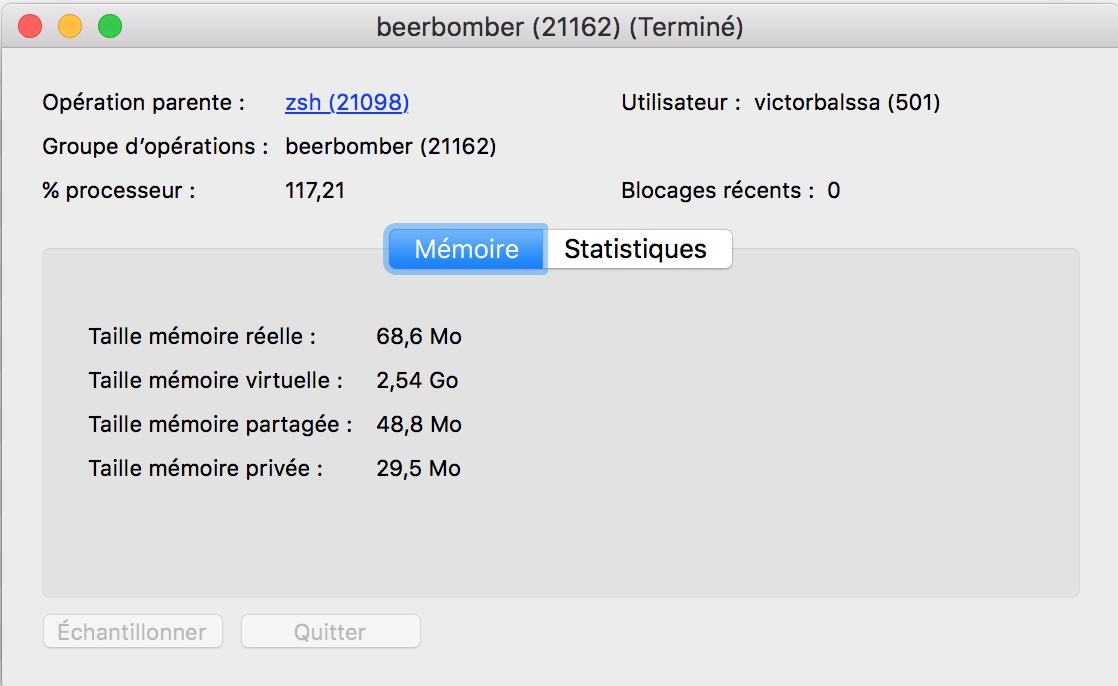 beerbomber (21162) (Terminé)
Opération parente : zsh (21098) Utilisateur : victorbalssa (501)
Groupe d’opérations : beerbomber (21162)
% processeur : 117,21 Blocages récents : 0
Mémoire Statistiques
Taille mémoire réelle : 68,6 Mo
Taille mémoire virtuelle : 2,54 Go
Taille mémoire partagée : 48,8 Mo
Taille mémoire privée : 29,5 Mo
Échantillonner Quitter